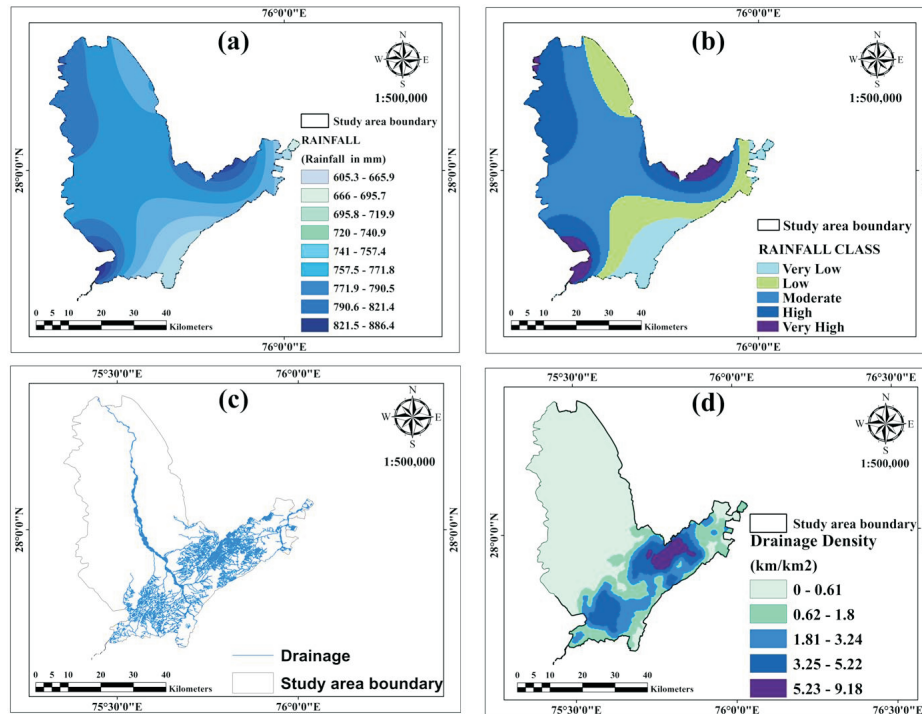 76°0'0"E
(a)
N
W E
S
1:500,000
Study area boundary
RAINFALL
(Rainfall in mm)
605.3 - 665.9
666 - 695.7
695.8 - 719.9
720 - 740.9
741 - 757.4
757.5 - 771.8
771.9 - 790.5
790.6 - 821.4
821.5 - 886.4
28°0'0"N
0 5 10 20 30 40
Kilometers
76°0'0"E
76°0'0"E
(b)
N
W E
S
1:500,000
Study area boundary
RAINFALL CLASS
Very Low
Low
Moderate
High
Very High
28°0'0"N
28°0'0"N
0 5 10 20 30 40
Kilometers
76°0'0"E
75°30'0"E 76°0'0"E
(c)
N
W E
S
1:500,000
28°0'0"N
28°0'0"N
Drainage
Study area boundary
0 5 10 20 30 40
Kilometers
75°30'0"E 76°0'0"E
75°30'0"E 76°0'0"E 76°30'0"E
(d)
N
W E
S
1:500,000
Study area boundary
Drainage Density
(km/km2)
0 - 0.61
0.62 - 1.8
1.81 - 3.24
3.25 - 5.22
5.23 - 9.18
28°0'0"N
0 5 10 20 30 40
Kilometers
76°0'0"E 76°30'0"E